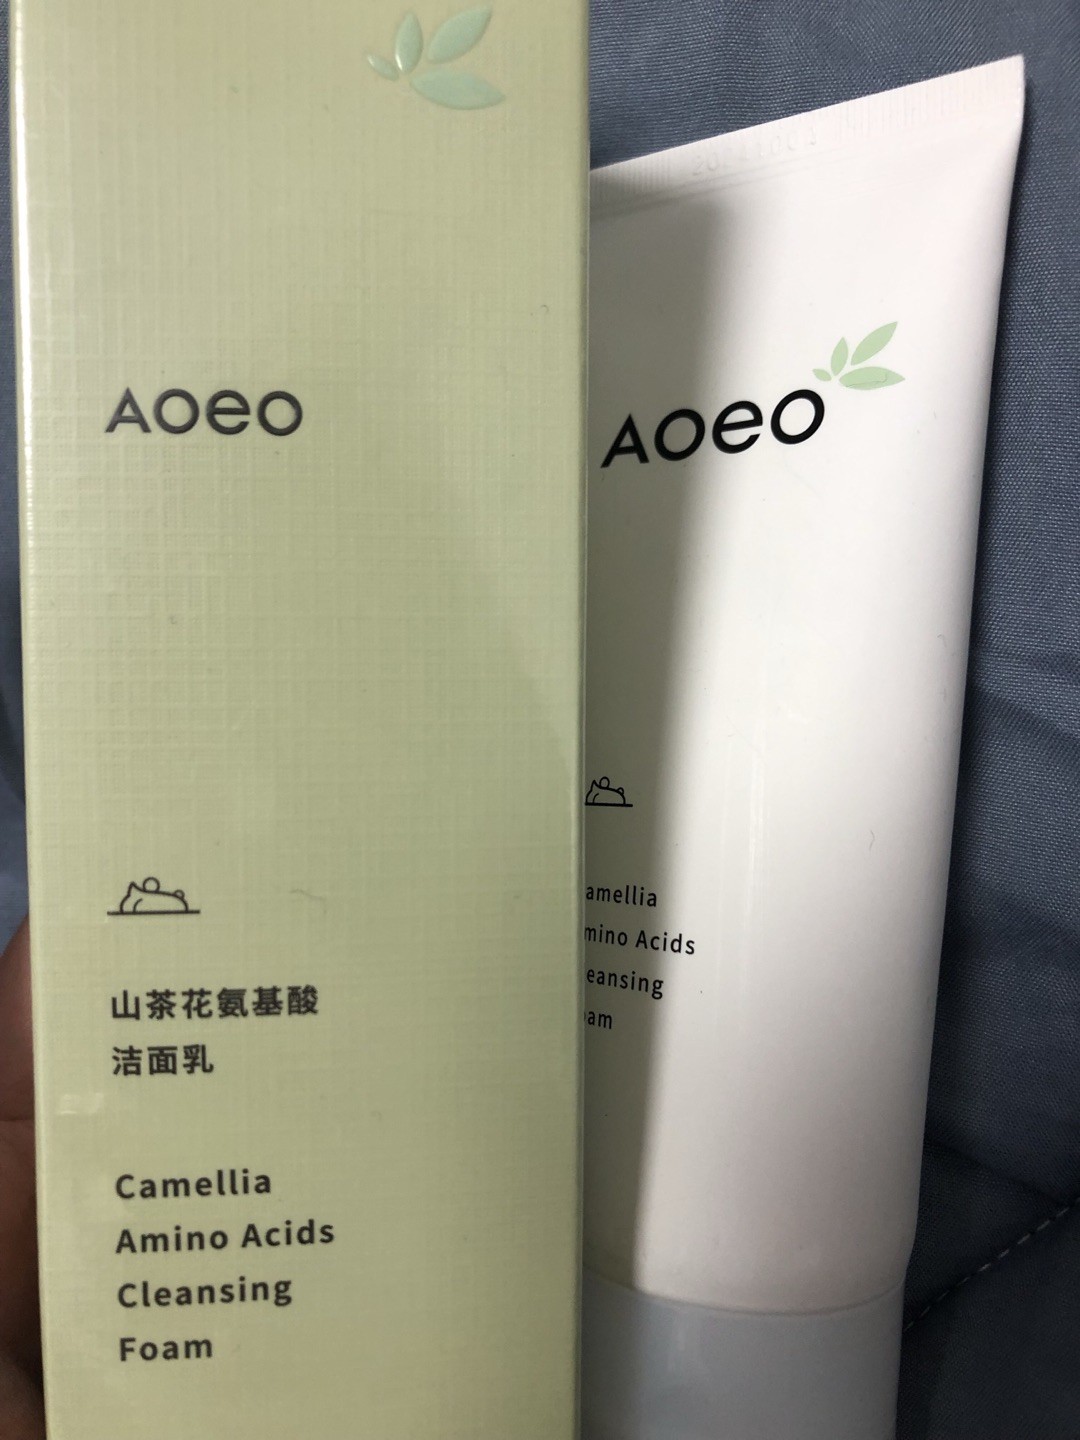 Aoeo
山茶花氨基酸
洁面乳
Camellia
Amino Acids
Cleansing
Foam
Aoeo
amellia
mino Acids
eansing
am